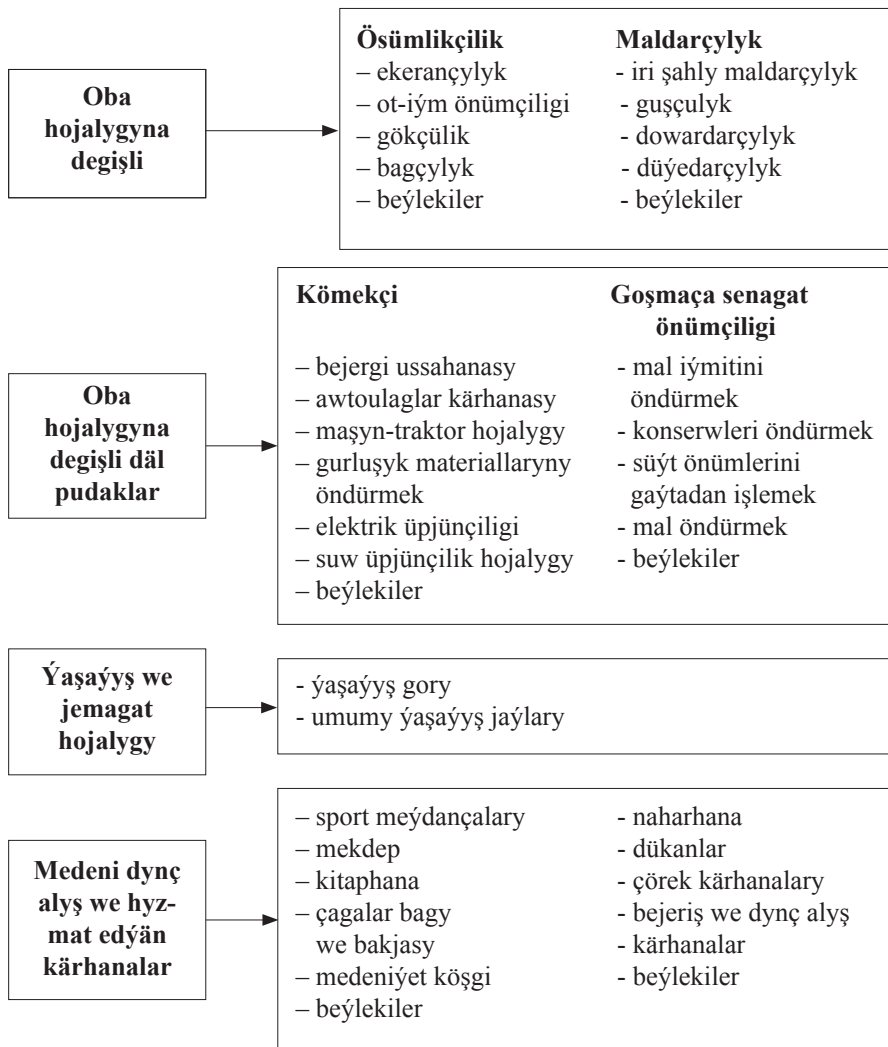 Oba
hojalygyna
degişli
Ösümlikçilik
– ekerançylyk
– ot-iým önümçiligi
– gökçülik
– bagçylyk
– beýlekiler
Maldarçylyk
- iri şahly maldarçylyk
- guşçulyk
- dowardarçylyk
- düýedarçylyk
- beýlekiler
Oba
hojalygyna
degişli däl
pudaklar
Kömekçi
– bejergi ussahanasy
– awtoulaglar kärhanasy
– maşyn-traktor hojalygy
– gurluşyk materiallaryny
öndürmek
– elektrik üpjünçiligi
– suw üpjünçilik hojalygy
– beýlekiler
Goşmaça senagat
önümçiligi
- mal iýmitini
öndürmek
- konserwleri öndürmek
- süýt önümlerini
gaýtadan işlemek
- mal öndürmek
- beýlekiler
Ýaşaýyş we
jemagat
hojalygy
- ýaşaýyş gory
- umumy ýaşaýyş jaýlary
Medeni dynç
alyş we hyz-
mat edýän
kärhanalar
– sport meýdançalary
– mekdep
– kitaphana
– çagalar bagy
we bakjasy
– medeniýet köşgi
– beýlekiler
- naharhana
- dükanlar
- çörek kärhanalary
- bejeriş we dynç alyş
- kärhanalar
- beýlekiler